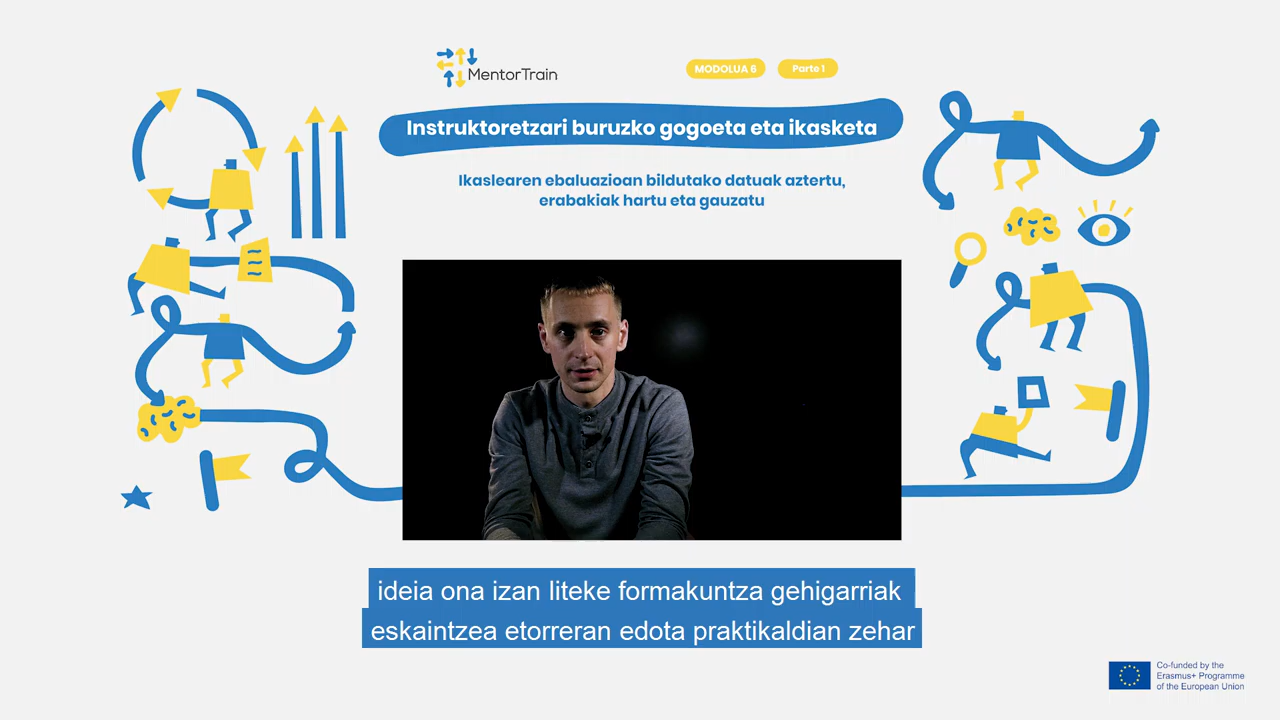 MentorTrain
MODOLUA 6
Parte 1
Instruktoretzari buruzko gogoeta eta ikasketa
Ikaslearen ebaluazioan bildutako datuak aztertu,
erabakiak hartu eta gauzatu
ideia ona izan liteke formakuntza gehigarriak
eskaintzea etorreran edota praktikaldian zehar
Co-funded by the
Erasmus+ Programme
of the European Union